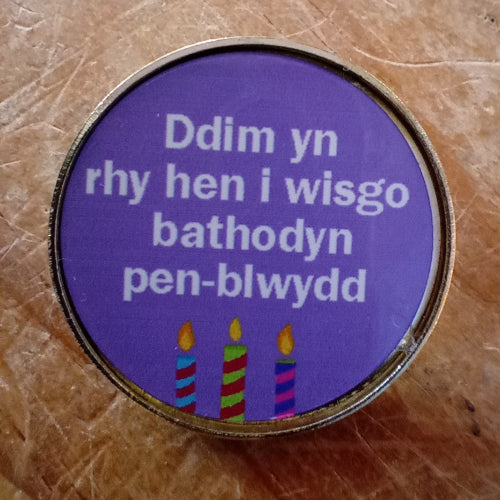 Ddim yn
rhy hen i wisgo
bathodyn
pen-blwydd